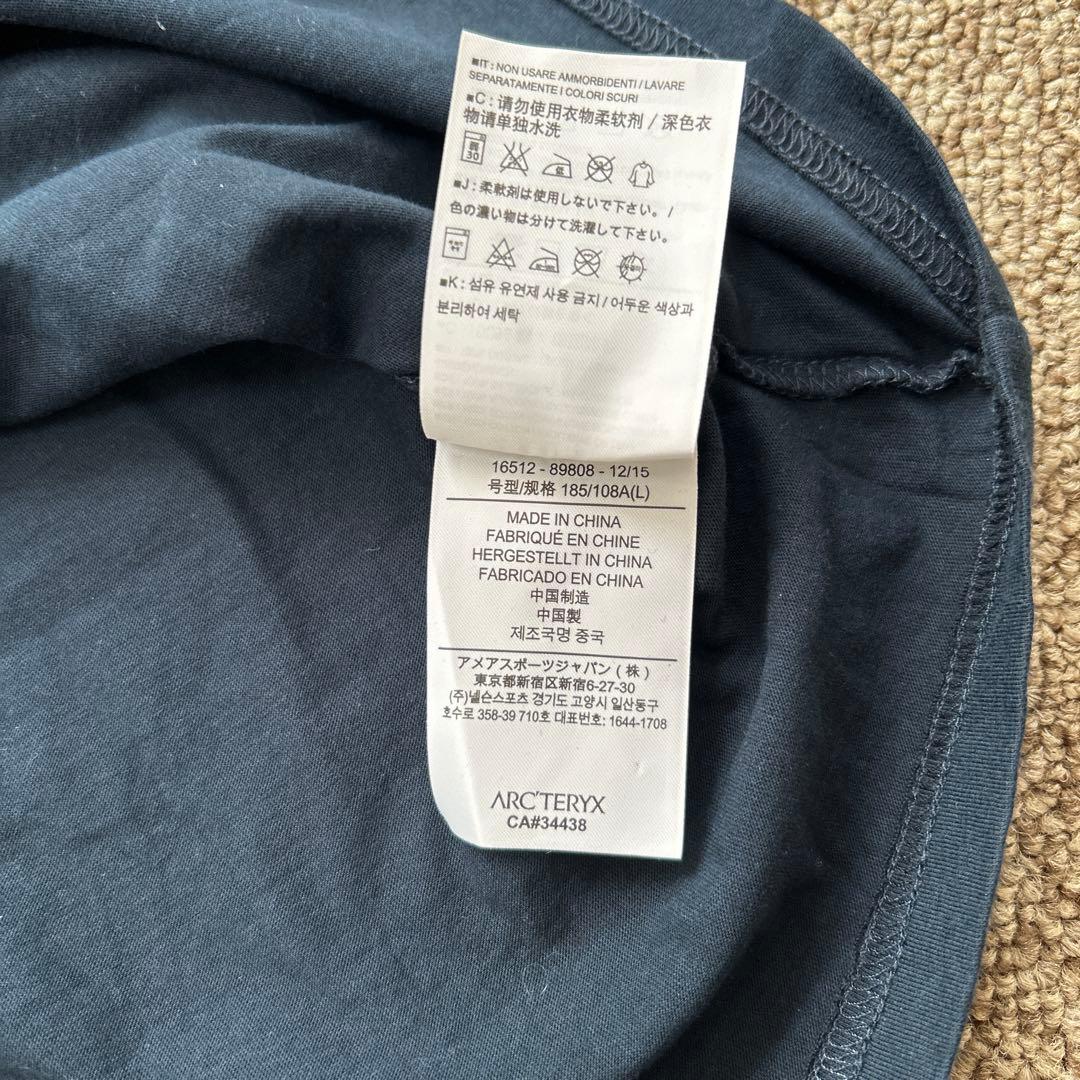 ■IT: NON USARE AMMORBIDENTI / LAVARE
SEPARATAMENTE I COLORI SCURI
■C: 请勿使用衣物柔软剂 / 深色衣
物请单独水洗
弱
30
■J: 柔軟剤は使用しないで下さい。/
色の濃い物は分けて洗濯して下さい。
■K: 섬유 유연제 사용 금지 / 어두운 색상과
분리하여 세탁
16512 - 89808 - 12/15
号型/规格 185/108A(L)
MADE IN CHINA
FABRIQUÉ EN CHINE
HERGESTELLT IN CHINA
FABRICADO EN CHINA
中国制造
中国製
제조국명 중국
アメアスポーツジャパン (株)
東京都新宿区新宿6-27-30
(주)넬슨스포츠 경기도 고양시 일산동구
호수로 358-39 710호 대표번호: 1644-1708
ARC'TERYX
CA#34438